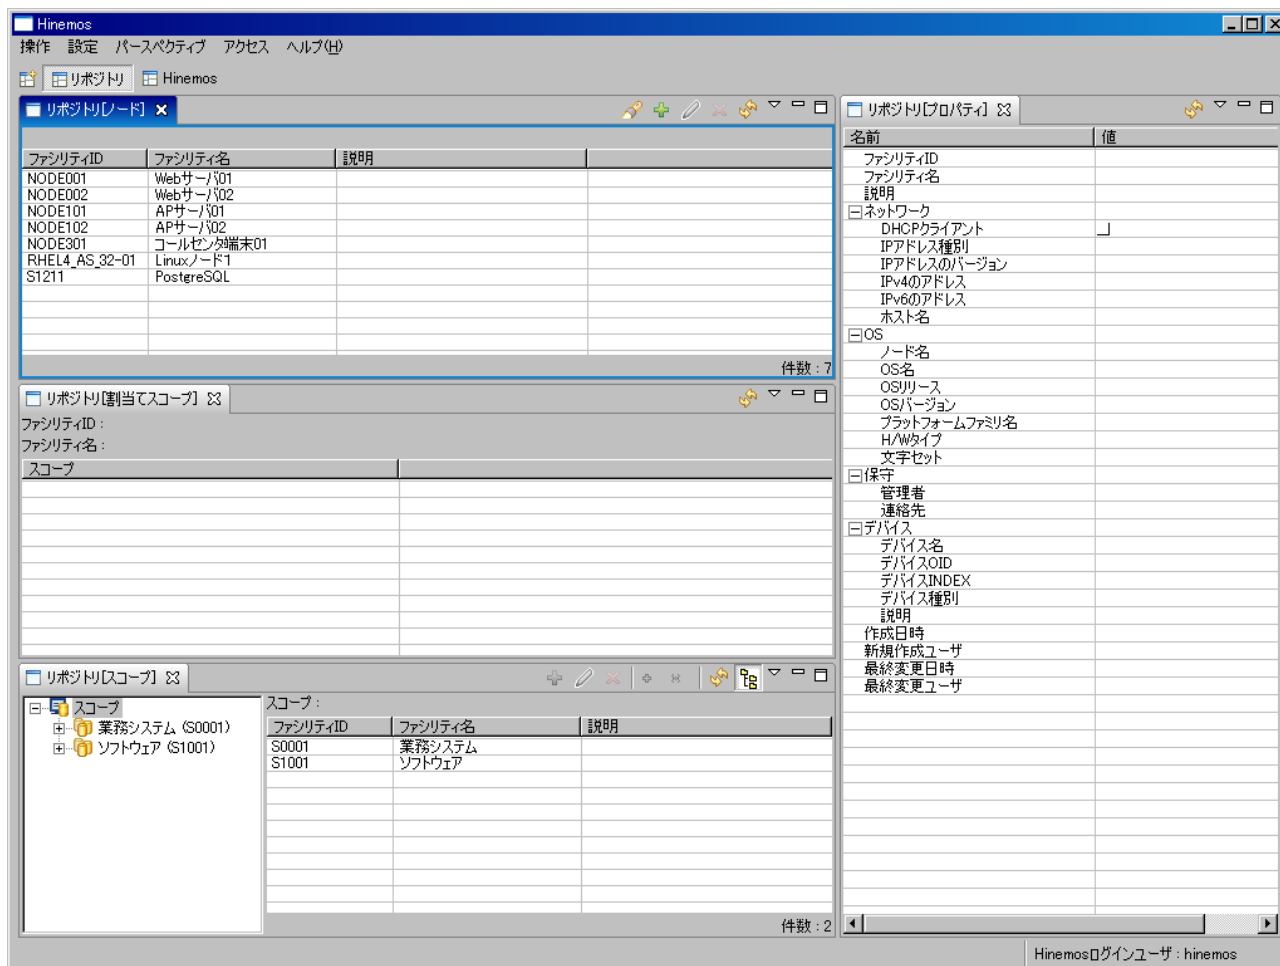 Hinemos
操作 設定 パースペクティブ アクセス ヘルプ(H)
リポジトリ Hinemos
リポジトリ[ノード]
ファシリティID ファシリティ名 説明
NODE001 Webサーバ01
NODE002 Webサーバ02
NODE101 APサーバ01
NODE102 APサーバ02
NODE301 コールセンタ端末01
RHEL4_AS_32-01 Linuxノード1
S1211 PostgreSQL
件数 : 7
リポジトリ[割当てスコープ]
ファシリティID :
ファシリティ名 :
スコープ
リポジトリ[スコープ]
スコープ
業務システム (S0001)
ソフトウェア (S1001)
スコープ :
ファシリティID ファシリティ名 説明
S0001 業務システム
S1001 ソフトウェア
件数 : 2
リポジトリ[プロパティ]
名前 値
ファシリティID
ファシリティ名
説明
ネットワーク
DHCPクライアント
IPアドレス種別
IPアドレスのバージョン
IPv4のアドレス
IPv6のアドレス
ホスト名
OS
ノード名
OS名
OSリリース
OSバージョン
プラットフォームファミリ名
H/Wタイプ
文字セット
保守
管理者
連絡先
デバイス
デバイス名
デバイスOID
デバイスINDEX
デバイス種別
説明
作成日時
新規作成ユーザ
最終変更日時
最終変更ユーザ
Hinemosログインユーザ : hinemos